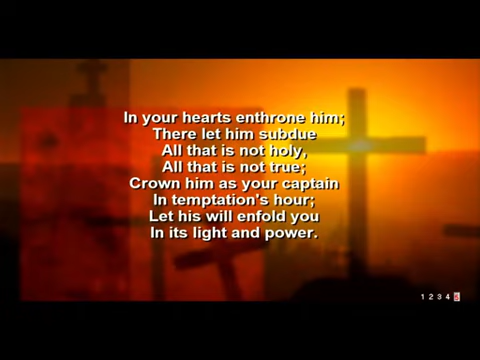 In your hearts enthrone him;
There let him subdue
All that is not holy,
All that is not true;
Crown him as your captain
In temptation's hour;
Let his will enfold you
In its light and power.
1 2 3 4 5